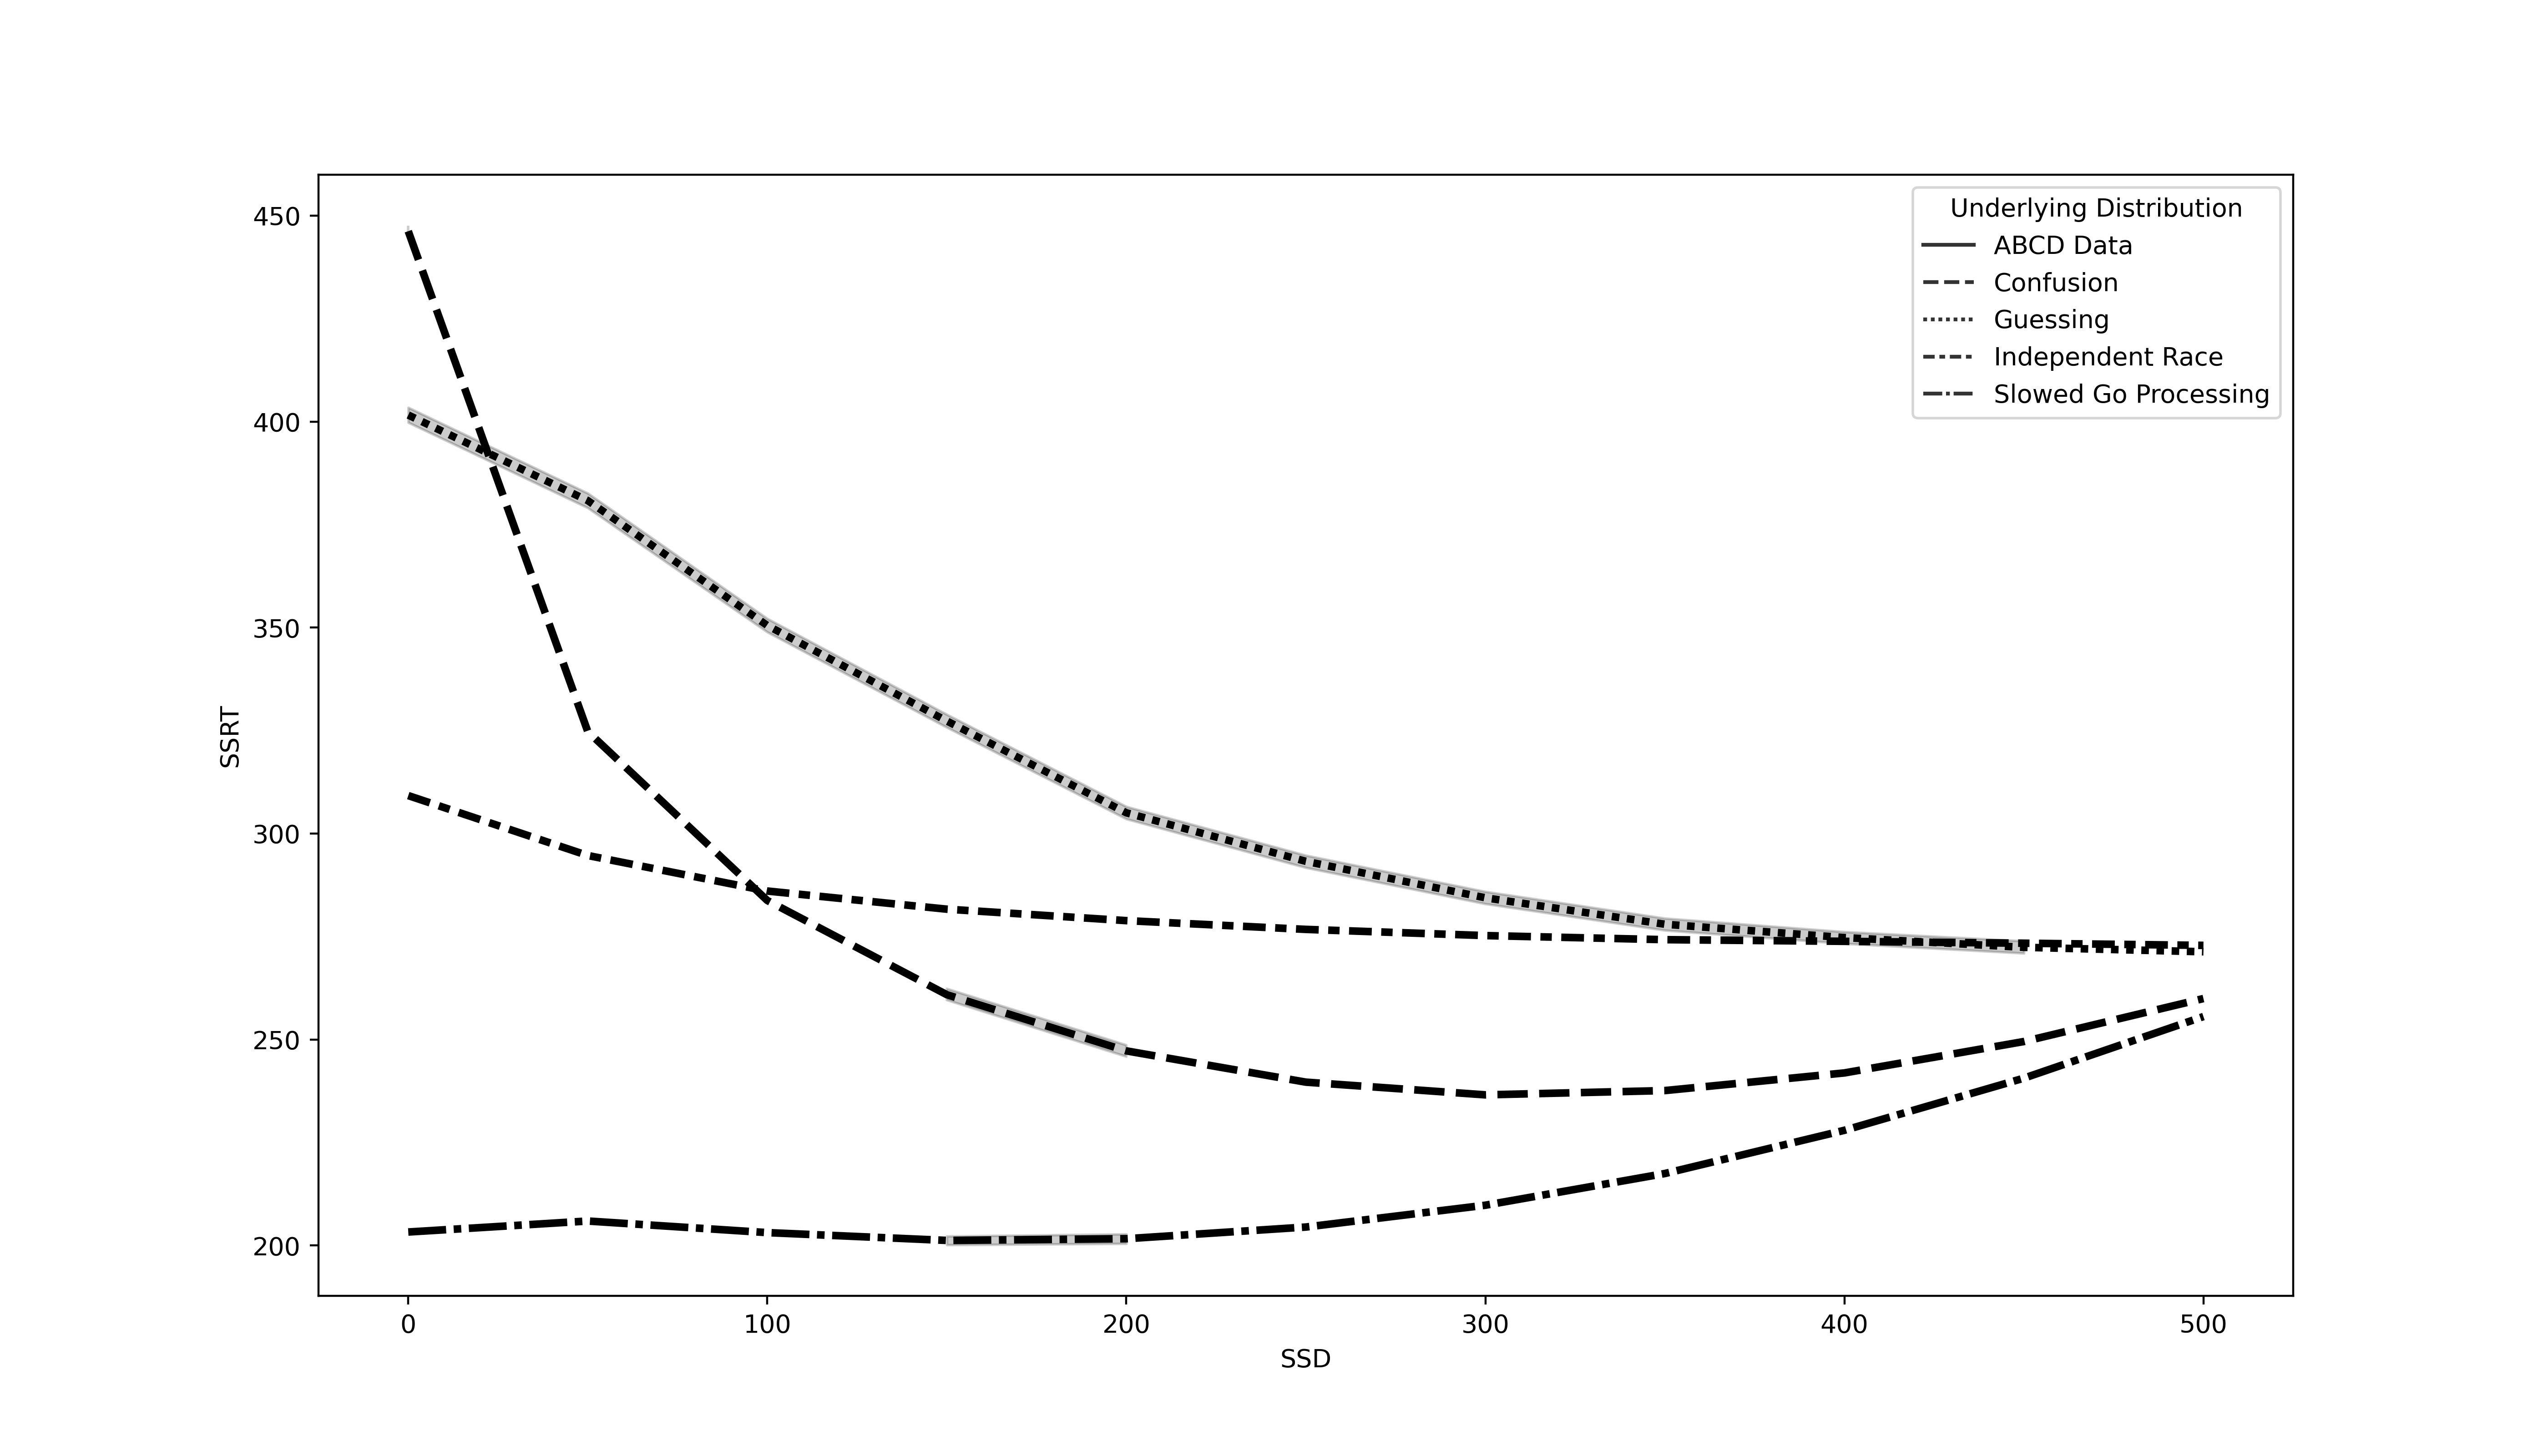 Underlying Distribution
ABCD Data
Confusion
Guessing
Independent Race
Slowed Go Processing
450
400
350
300
250
200
SSRT
0 100 200 300 400 500
SSD